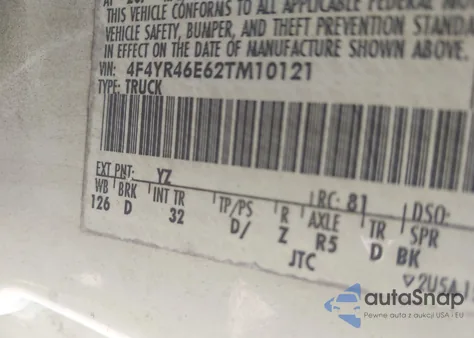 THIS VEHICLE CONFORMS TO ALL APPLICABLE FEDERAL
VEHICLE SAFETY, BUMPER, AND THEFT PREVENTION STANDA
IN EFFECT ON THE DATE OF MANUFACTURE SHOWN ABOVE.
VIN: 4F4YR46E62TM10121
TYPE: TRUCK
EXT PNT: YZ RC: 81 DSO:
WB BRK INT TR TP/PS R AXLE TR SPR
126 D 32 D/ Z R5 D BK
JTC
autoSnap
Pewne auta z aukcji USA i EU